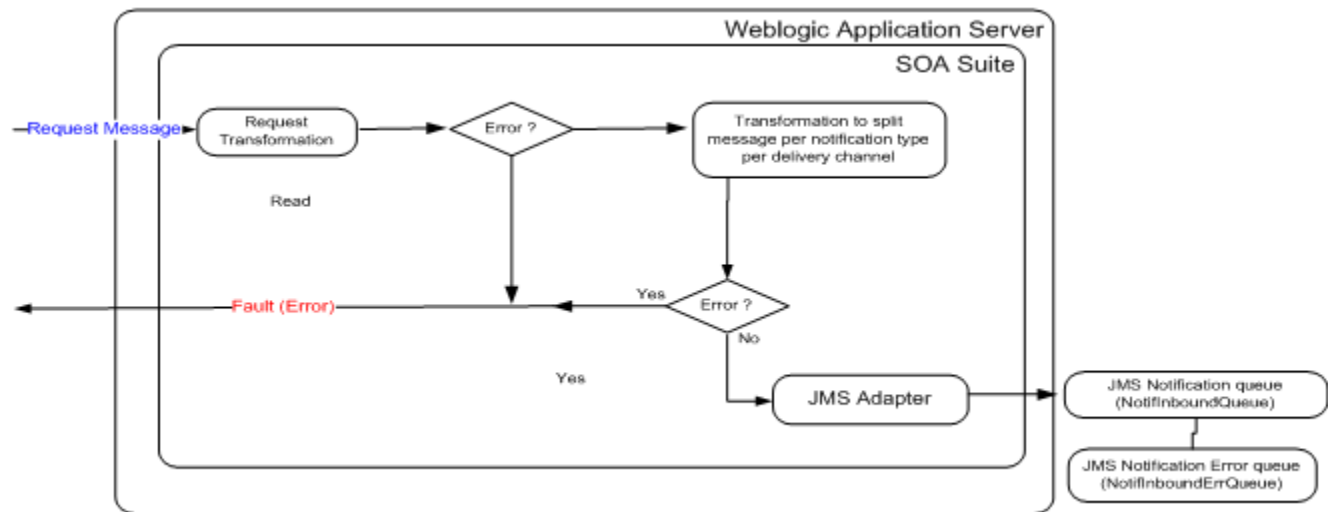 Weblogic Application Server
SOA Suite
Request Message
Request
Transformation
Error ?
Transformation to split
message per notification type
per delivery channel
Read
Fault (Error)
Yes
Error ?
No
Yes
JMS Adapter
JMS Notification queue
(NotifInboundQueue)
JMS Notification Error queue
(NotifInboundErrQueue)